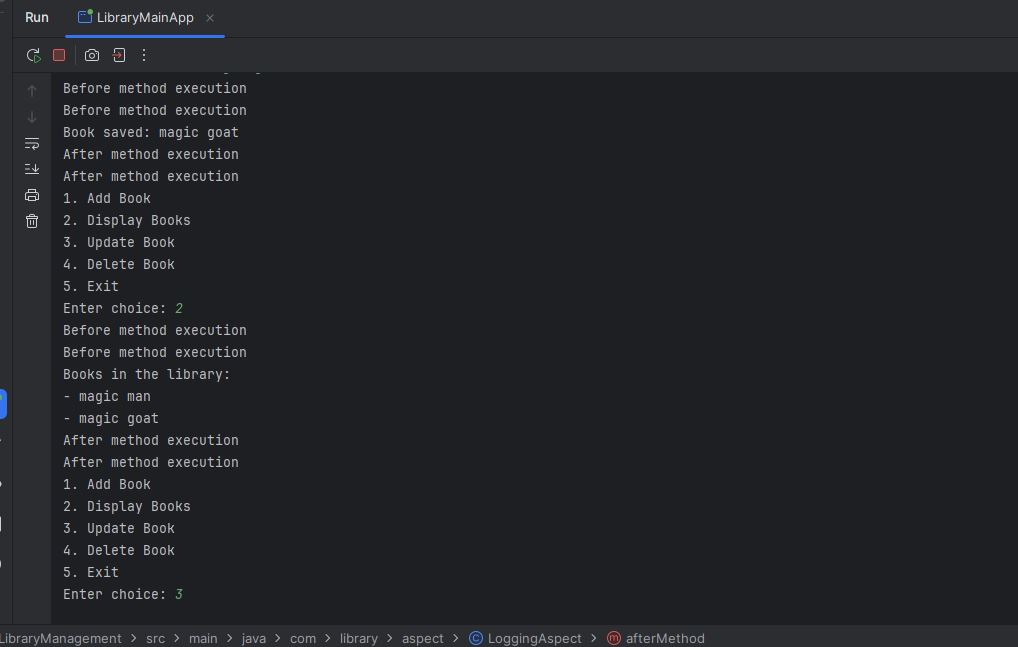 Run LibraryMainApp
Before method execution
Before method execution
Book saved: magic goat
After method execution
After method execution
1. Add Book
2. Display Books
3. Update Book
4. Delete Book
5. Exit
Enter choice: 2
Before method execution
Before method execution
Books in the library:
- magic man
- magic goat
After method execution
After method execution
1. Add Book
2. Display Books
3. Update Book
4. Delete Book
5. Exit
Enter choice: 3
LibraryManagement > src > main > java > com > library > aspect > LoggingAspect > afterMethod